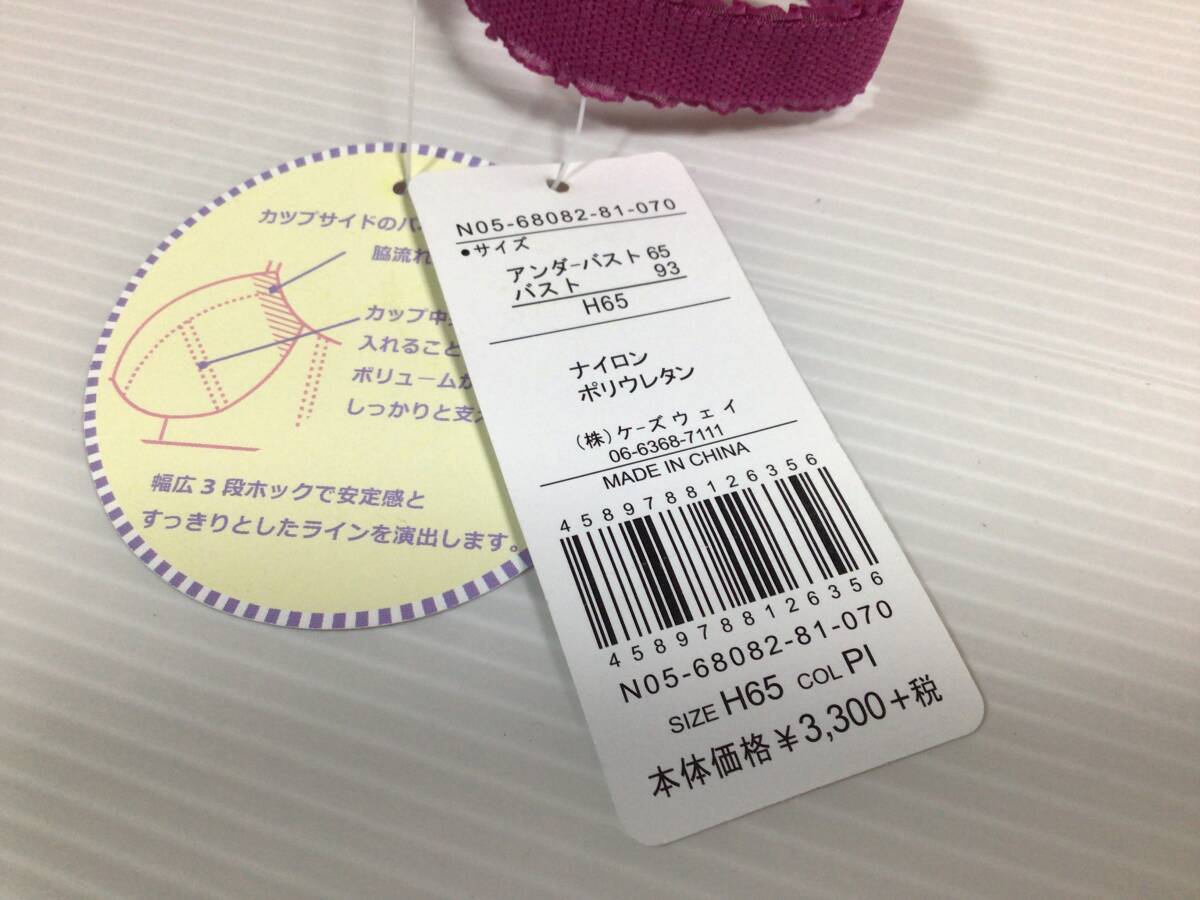 カップサイドのパ
脇流れ
カップ中
入れること
ボリュームが
しっかりと支え
幅広3段ホックで安定感と
すっきりとしたラインを演出します。
N05-68082-81-070
•サイズ
アンダーバスト 65
バスト 93
H65
ナイロン
ポリウレタン
(株)ケーズウェイ
06-6368-7111
MADE IN CHINA
4589788126356
4589788126356
N05-68082-81-070
SIZE H65 COL PI
本体価格¥3,300+税